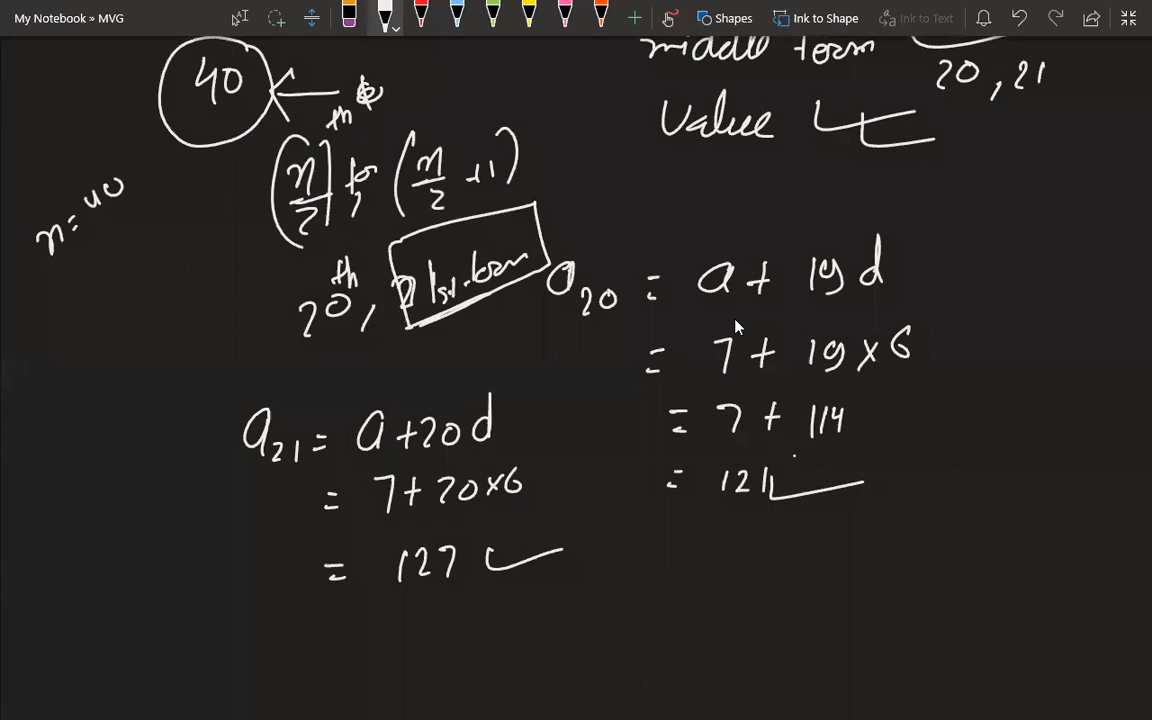 My Notebook » MVG
Shapes
Ink to Shape
Ink to Text
middle term
20, 21
Value
40
th
(n/2) , (n/2 + 1)
n = 40
20th, 21st term
a20 = a + 19d
= 7 + 19 × 6
= 7 + 114
= 121
a21 = a + 20d
= 7 + 20 × 6
= 127